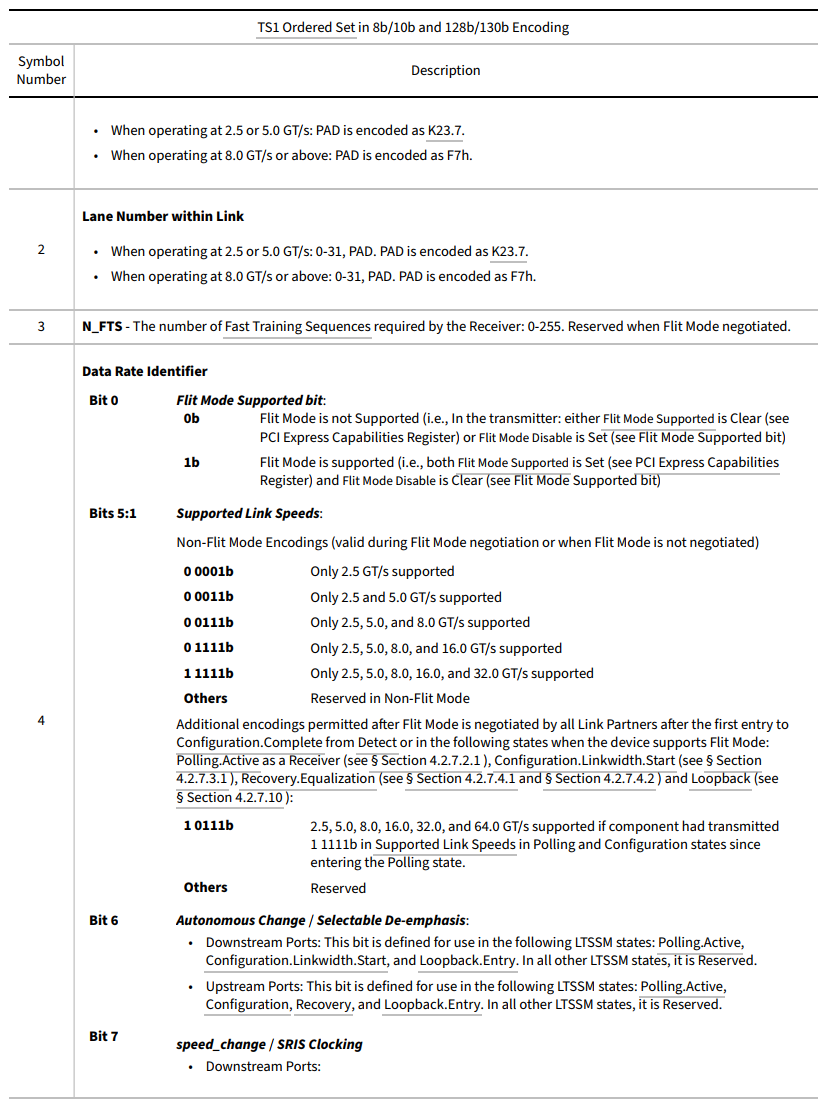 TS1 Ordered Set in 8b/10b and 128b/130b Encoding
Symbol
Number
Description
• When operating at 2.5 or 5.0 GT/s: PAD is encoded as K23.7.
• When operating at 8.0 GT/s or above: PAD is encoded as F7h.
2
Lane Number within Link
• When operating at 2.5 or 5.0 GT/s: 0-31, PAD. PAD is encoded as K23.7.
• When operating at 8.0 GT/s or above: 0-31, PAD. PAD is encoded as F7h.
3
N_FTS - The number of Fast Training Sequences required by the Receiver: 0-255. Reserved when Flit Mode negotiated.
4
Data Rate Identifier
Bit 0 Flit Mode Supported bit:
0b Flit Mode is not Supported (i.e., In the transmitter: either Flit Mode Supported is Clear (see
PCI Express Capabilities Register) or Flit Mode Disable is Set (see Flit Mode Supported bit)
1b Flit Mode is supported (i.e., both Flit Mode Supported is Set (see PCI Express Capabilities
Register) and Flit Mode Disable is Clear (see Flit Mode Supported bit)
Bits 5:1 Supported Link Speeds:
Non-Flit Mode Encodings (valid during Flit Mode negotiation or when Flit Mode is not negotiated)
0 0001b Only 2.5 GT/s supported
0 0011b Only 2.5 and 5.0 GT/s supported
0 0111b Only 2.5, 5.0, and 8.0 GT/s supported
0 1111b Only 2.5, 5.0, 8.0, and 16.0 GT/s supported
1 1111b Only 2.5, 5.0, 8.0, 16.0, and 32.0 GT/s supported
Others Reserved in Non-Flit Mode
Additional encodings permitted after Flit Mode is negotiated by all Link Partners after the first entry to
Configuration.Complete from Detect or in the following states when the device supports Flit Mode:
Polling.Active as a Receiver (see § Section 4.2.7.2.1 ), Configuration.Linkwidth.Start (see § Section
4.2.7.3.1 ), Recovery.Equalization (see § Section 4.2.7.4.1 and § Section 4.2.7.4.2 ) and Loopback (see
§ Section 4.2.7.10 ):
1 0111b 2.5, 5.0, 8.0, 16.0, 32.0, and 64.0 GT/s supported if component had transmitted
1 1111b in Supported Link Speeds in Polling and Configuration states since
entering the Polling state.
Others Reserved
Bit 6 Autonomous Change / Selectable De-emphasis:
• Downstream Ports: This bit is defined for use in the following LTSSM states: Polling.Active,
Configuration.Linkwidth.Start, and Loopback.Entry. In all other LTSSM states, it is Reserved.
• Upstream Ports: This bit is defined for use in the following LTSSM states: Polling.Active,
Configuration, Recovery, and Loopback.Entry. In all other LTSSM states, it is Reserved.
Bit 7 speed_change / SRIS Clocking
• Downstream Ports: